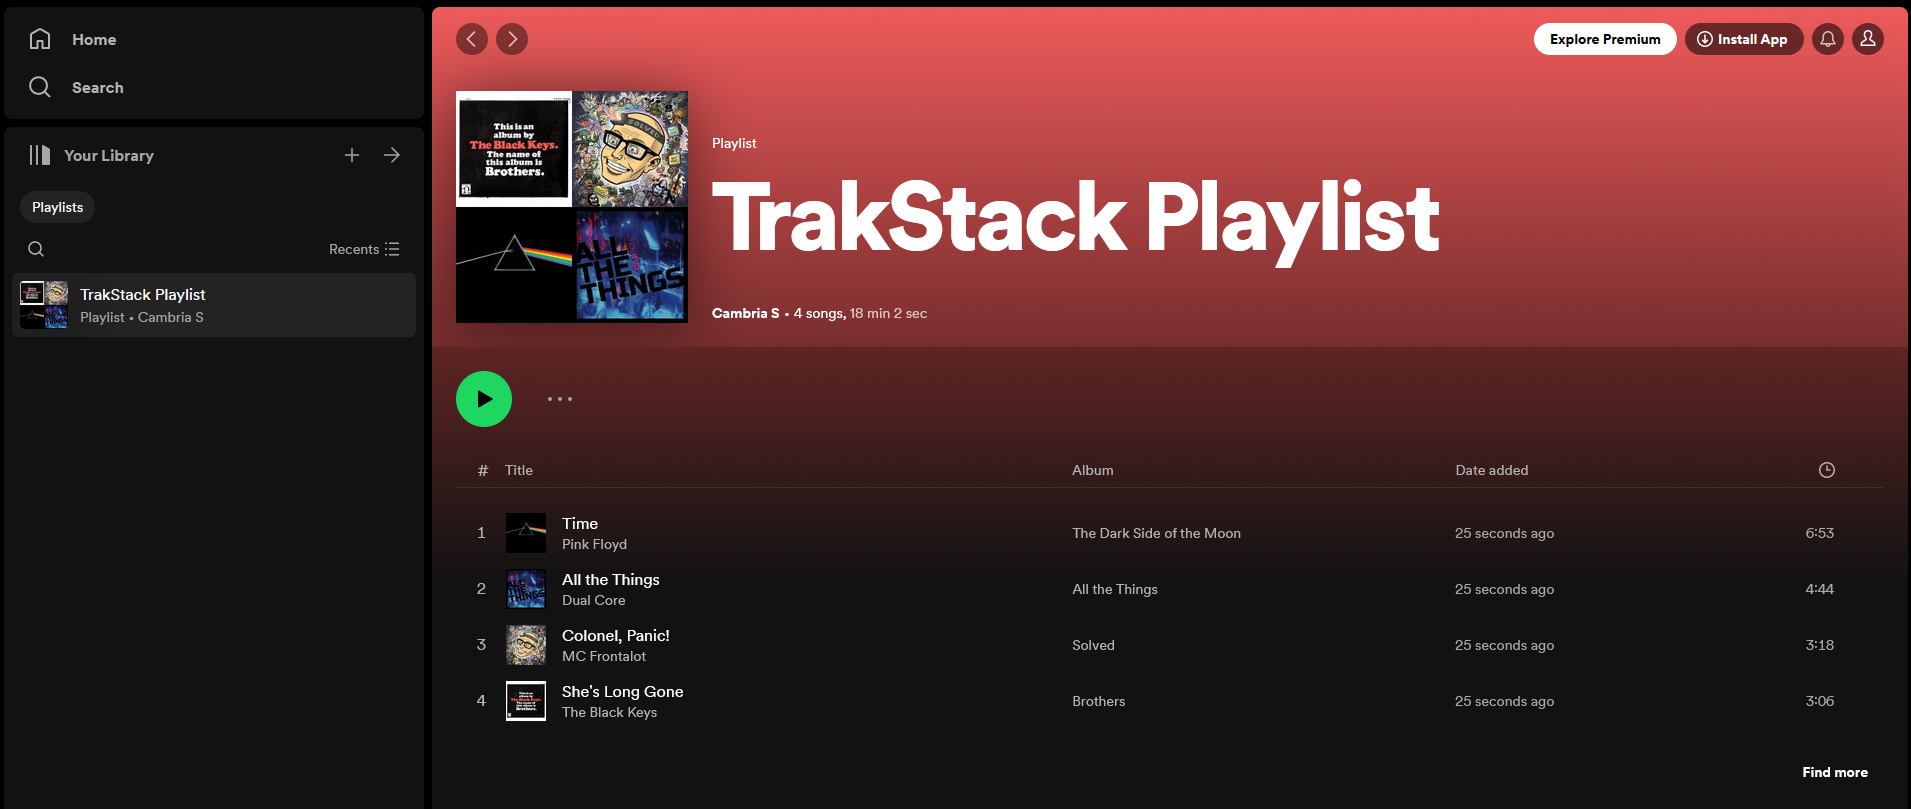 Home
Search
Your Library
Playlists
Recents
TrakStack Playlist
Playlist • Cambria S
Explore Premium
Install App
This is an
album by
The Black Keys.
The name of
this album is
Brothers.
SOLVED
ALL
THE
THINGS
Playlist
TrakStack Playlist
Cambria S • 4 songs, 18 min 2 sec
# Title Album Date added
1 Time The Dark Side of the Moon 25 seconds ago 6:53
Pink Floyd
2 All the Things All the Things 25 seconds ago 4:44
Dual Core
3 Colonel, Panic! Solved 25 seconds ago 3:18
MC Frontalot
4 She's Long Gone Brothers 25 seconds ago 3:06
The Black Keys
Find more